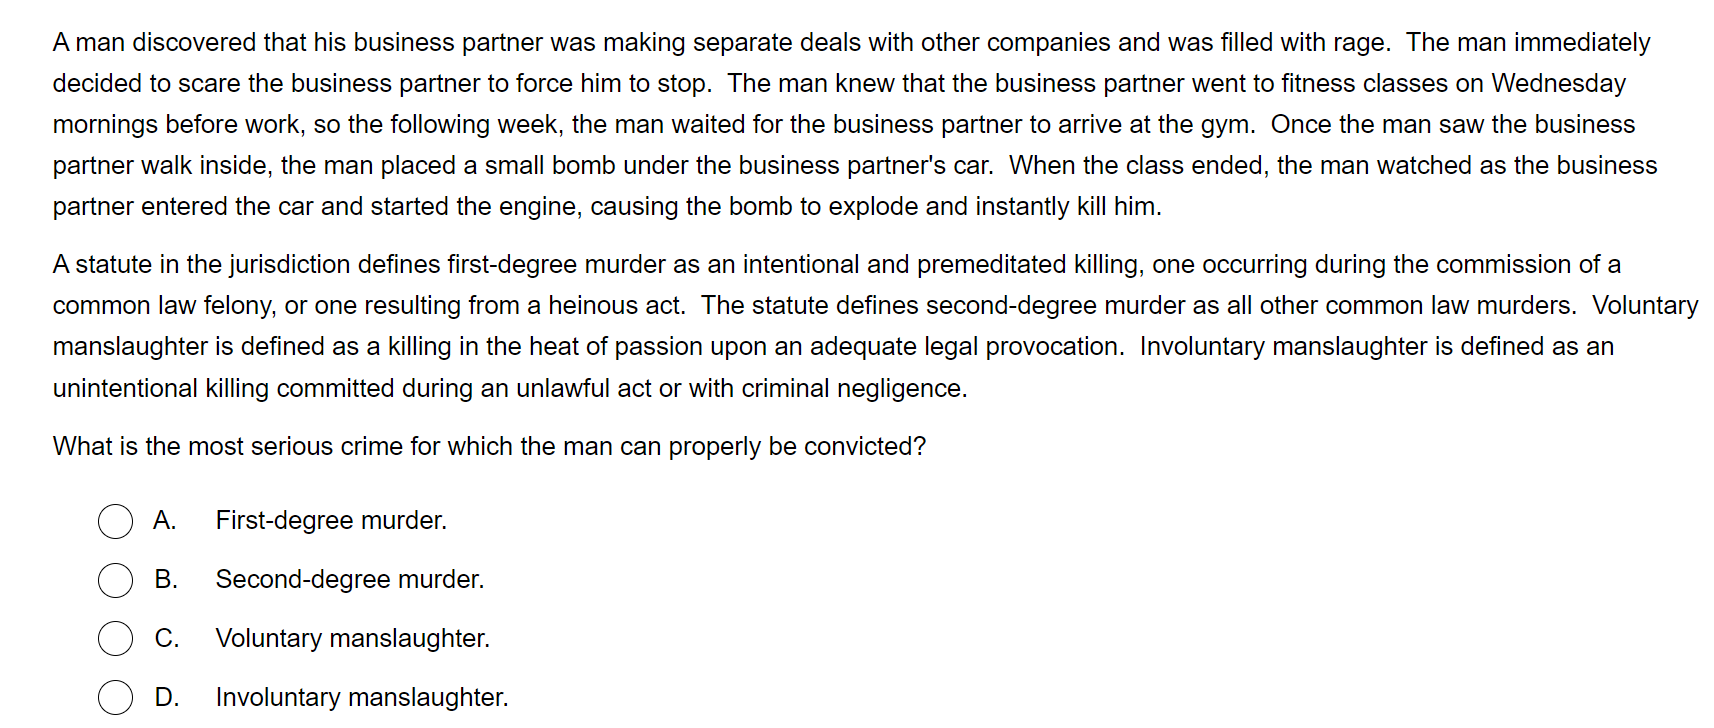 A man discovered that his business partner was making separate deals with other companies and was filled with rage.  The man immediately
decided to scare the business partner to force him to stop.  The man knew that the business partner went to fitness classes on Wednesday
mornings before work, so the following week, the man waited for the business partner to arrive at the gym.  Once the man saw the business
partner walk inside, the man placed a small bomb under the business partner's car.  When the class ended, the man watched as the business
partner entered the car and started the engine, causing the bomb to explode and instantly kill him.
A statute in the jurisdiction defines first-degree murder as an intentional and premeditated killing, one occurring during the commission of a
common law felony, or one resulting from a heinous act.  The statute defines second-degree murder as all other common law murders.  Voluntary
manslaughter is defined as a killing in the heat of passion upon an adequate legal provocation.  Involuntary manslaughter is defined as an
unintentional killing committed during an unlawful act or with criminal negligence.
What is the most serious crime for which the man can properly be convicted?
A. First-degree murder.
B. Second-degree murder.
C. Voluntary manslaughter.
D. Involuntary manslaughter.